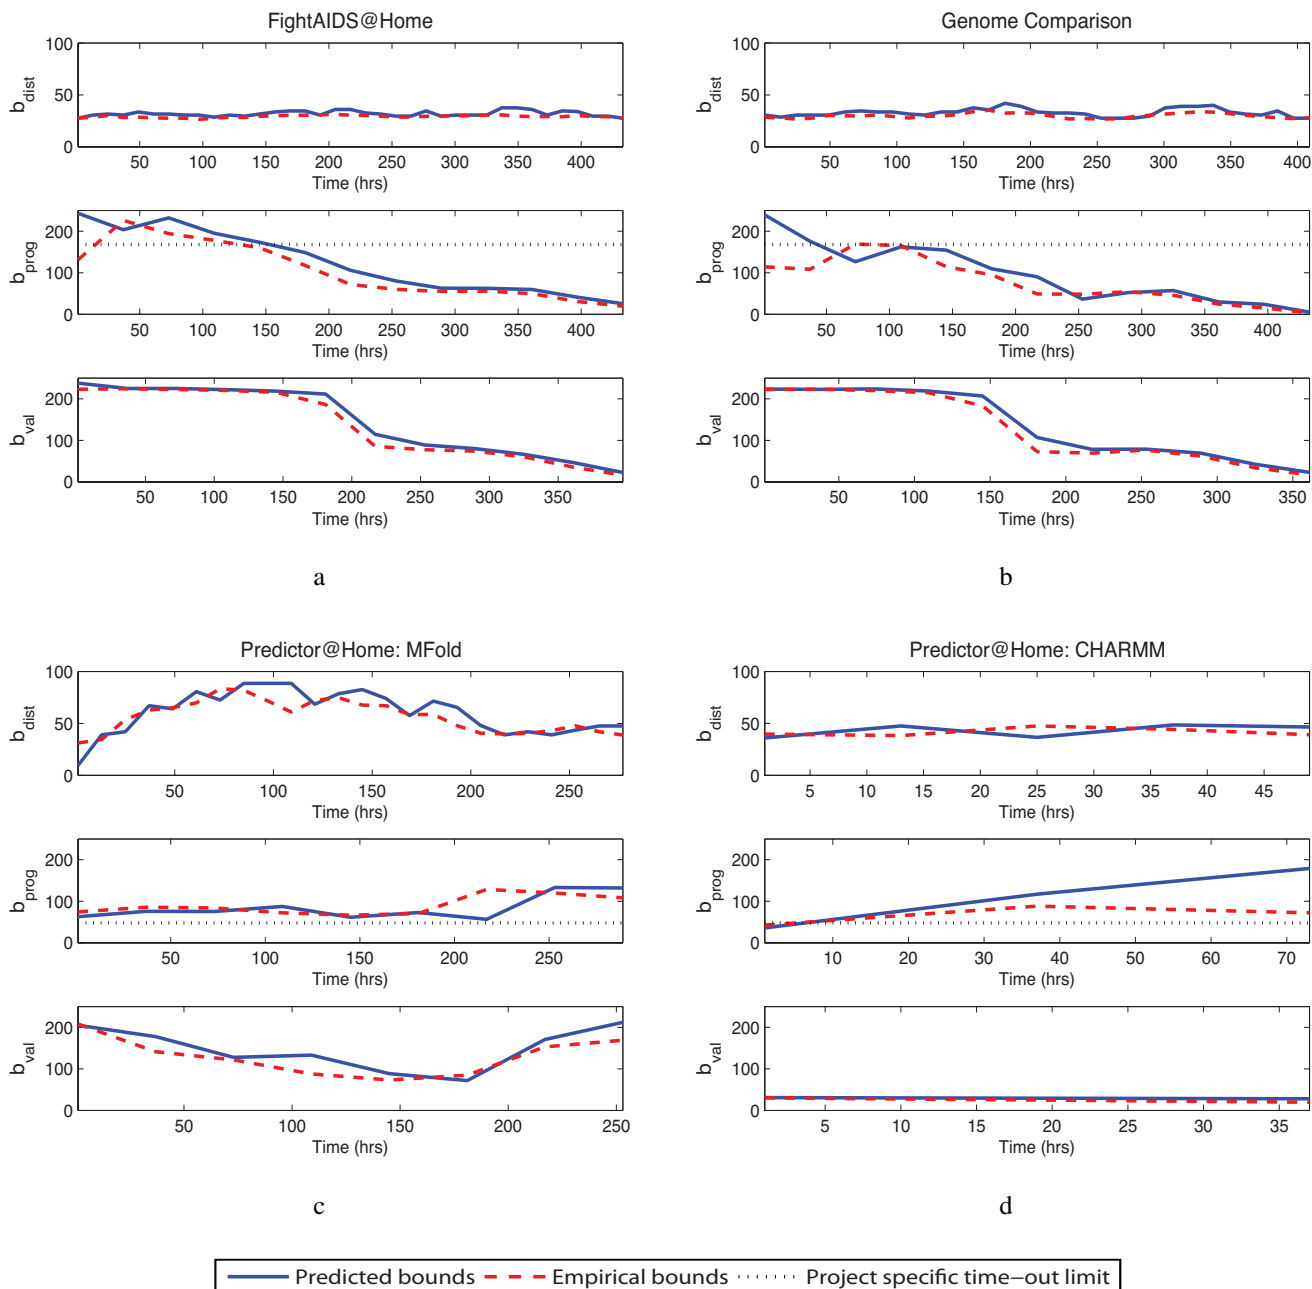 FightAIDS@Home
100
50
0
b_dist
50 100 150 200 250 300 350 400
Time (hrs)
200
100
0
b_prog
50 100 150 200 250 300 350 400
Time (hrs)
200
100
0
b_val
50 100 150 200 250 300 350
Time (hrs)
a
Genome Comparison
100
50
0
b_dist
50 100 150 200 250 300 350 400
Time (hrs)
200
100
0
b_prog
50 100 150 200 250 300 350 400
Time (hrs)
200
100
0
b_val
50 100 150 200 250 300 350
Time (hrs)
b
Predictor@Home: MFold
100
50
0
b_dist
50 100 150 200 250
Time (hrs)
200
100
0
b_prog
50 100 150 200 250
Time (hrs)
200
100
0
b_val
50 100 150 200 250
Time (hrs)
c
Predictor@Home: CHARMM
100
50
0
b_dist
5 10 15 20 25 30 35 40 45
Time (hrs)
200
100
0
b_prog
10 20 30 40 50 60 70
Time (hrs)
200
100
0
b_val
5 10 15 20 25 30 35
Time (hrs)
d
Predicted bounds Empirical bounds Project specific time−out limit